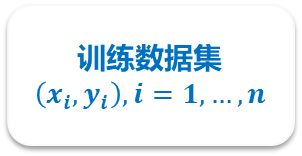 训练数据集
(xᵢ, yᵢ), i = 1, …, n